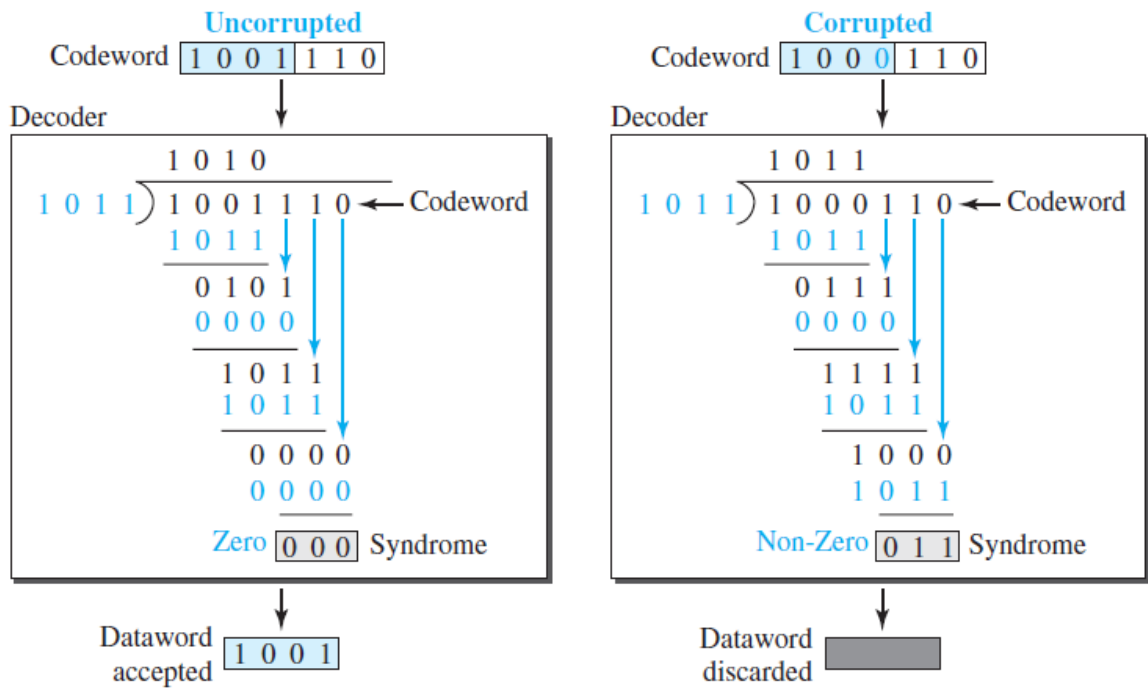 Uncorrupted
Codeword 1 0 0 1 1 1 0
Decoder
1 0 1 0
1 0 1 1 ) 1 0 0 1 1 1 0 Codeword
1 0 1 1
0 1 0 1
0 0 0 0
1 0 1 1
1 0 1 1
0 0 0 0
0 0 0 0
Zero 0 0 0 Syndrome
Dataword
accepted
1 0 0 1
Corrupted
Codeword 1 0 0 0 1 1 0
Decoder
1 0 1 1
1 0 1 1 ) 1 0 0 0 1 1 0 Codeword
1 0 1 1
0 1 1 1
0 0 0 0
1 1 1 1
1 0 1 1
1 0 0 0
1 0 1 1
Non-Zero 0 1 1 Syndrome
Dataword
discarded